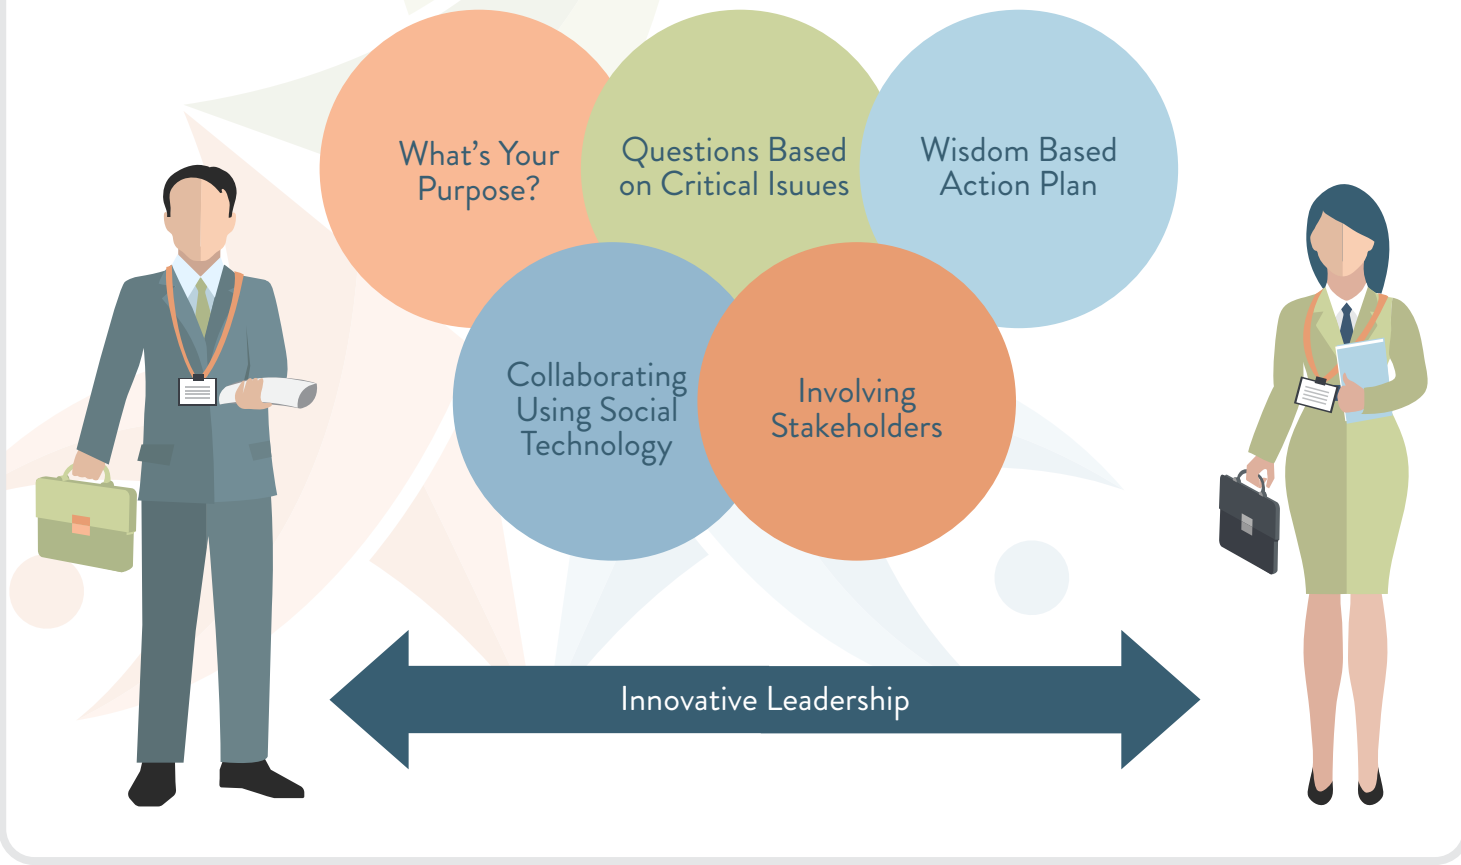 What's Your
Purpose?
Questions Based
on Critical Isuues
Wisdom Based
Action Plan
Collaborating
Using Social
Technology
Involving
Stakeholders
Innovative Leadership